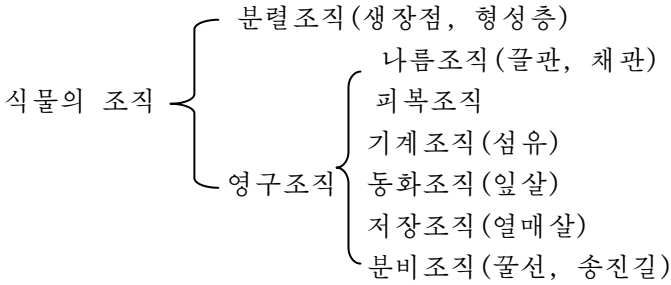 분렬조직(생장점, 형성층)
나름조직(끌관, 채관)
식물의 조직
피복조직
기계조직(섬유)
영구조직
동화조직(잎살)
저장조직(열매살)
분비조직(꿀선, 송진길)